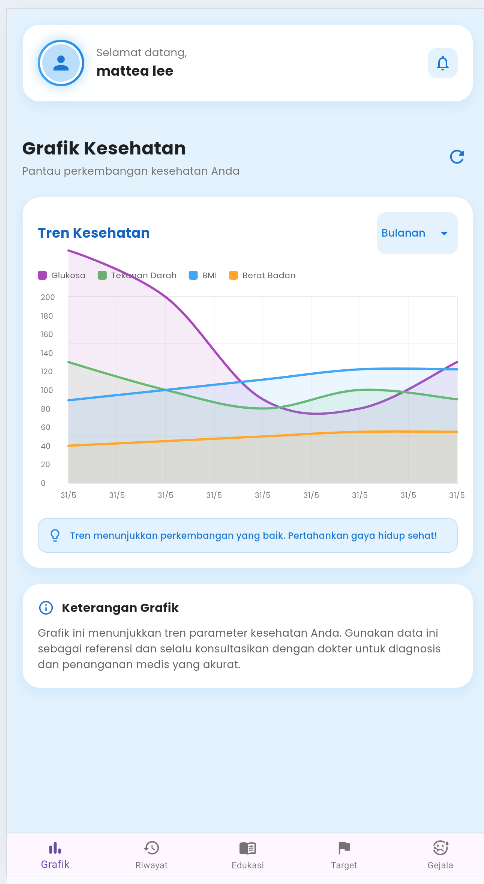 Selamat datang,
mattea lee
Grafik Kesehatan
Pantau perkembangan kesehatan Anda
Tren Kesehatan
Bulanan
Glukosa Tekanan Darah BMI Berat Badan
200
180
160
140
120
100
80
60
40
20
0
31/5 31/5 31/5 31/5 31/5 31/5 31/5 31/5 31/5
Tren menunjukkan perkembangan yang baik. Pertahankan gaya hidup sehat!
Keterangan Grafik
Grafik ini menunjukkan tren parameter kesehatan Anda. Gunakan data ini
sebagai referensi dan selalu konsultasikan dengan dokter untuk diagnosis
dan penanganan medis yang akurat.
Grafik Riwayat Edukasi Target Gejala